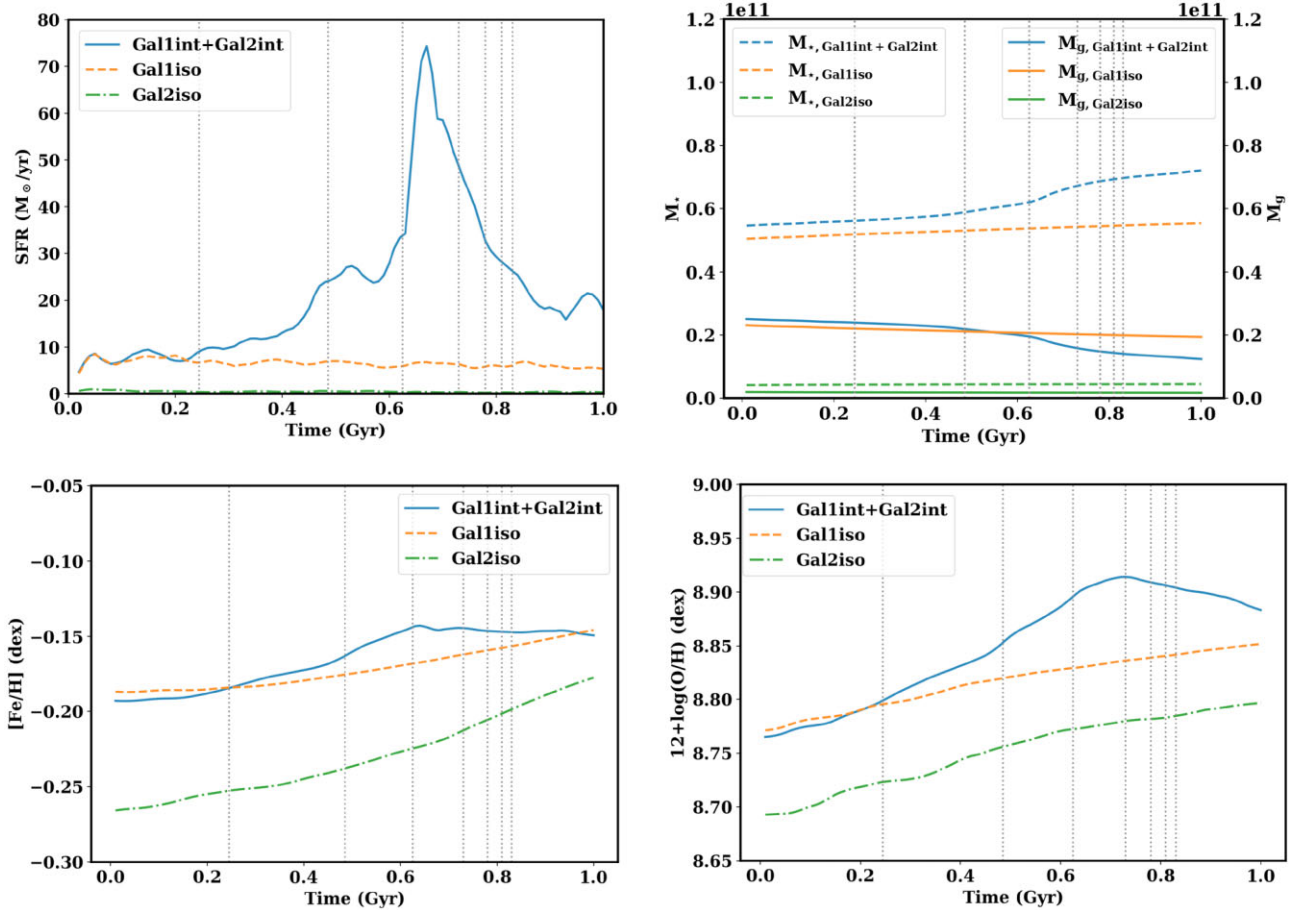 80
70
60
50
40
30
20
10
0
SFR (M⊙/yr)
Gal1int+Gal2int
Gal1iso
Gal2iso
0.0 0.2 0.4 0.6 0.8 1.0
Time (Gyr)
1e11 1e11
1.2
1.0
0.8
0.6
0.4
0.2
0.0
M⋆
M⋆, Gal1int + Gal2int
M⋆, Gal1iso
M⋆, Gal2iso
Mg, Gal1int + Gal2int
Mg, Gal1iso
Mg, Gal2iso
1.2
1.0
0.8
0.6
0.4
0.2
0.0
Mg
0.0 0.2 0.4 0.6 0.8 1.0
Time (Gyr)
−0.05
−0.10
−0.15
−0.20
−0.25
−0.30
[Fe/H] (dex)
Gal1int+Gal2int
Gal1iso
Gal2iso
0.0 0.2 0.4 0.6 0.8 1.0
Time (Gyr)
9.00
8.95
8.90
8.85
8.80
8.75
8.70
8.65
12+log(O/H) (dex)
Gal1int+Gal2int
Gal1iso
Gal2iso
0.0 0.2 0.4 0.6 0.8 1.0
Time (Gyr)